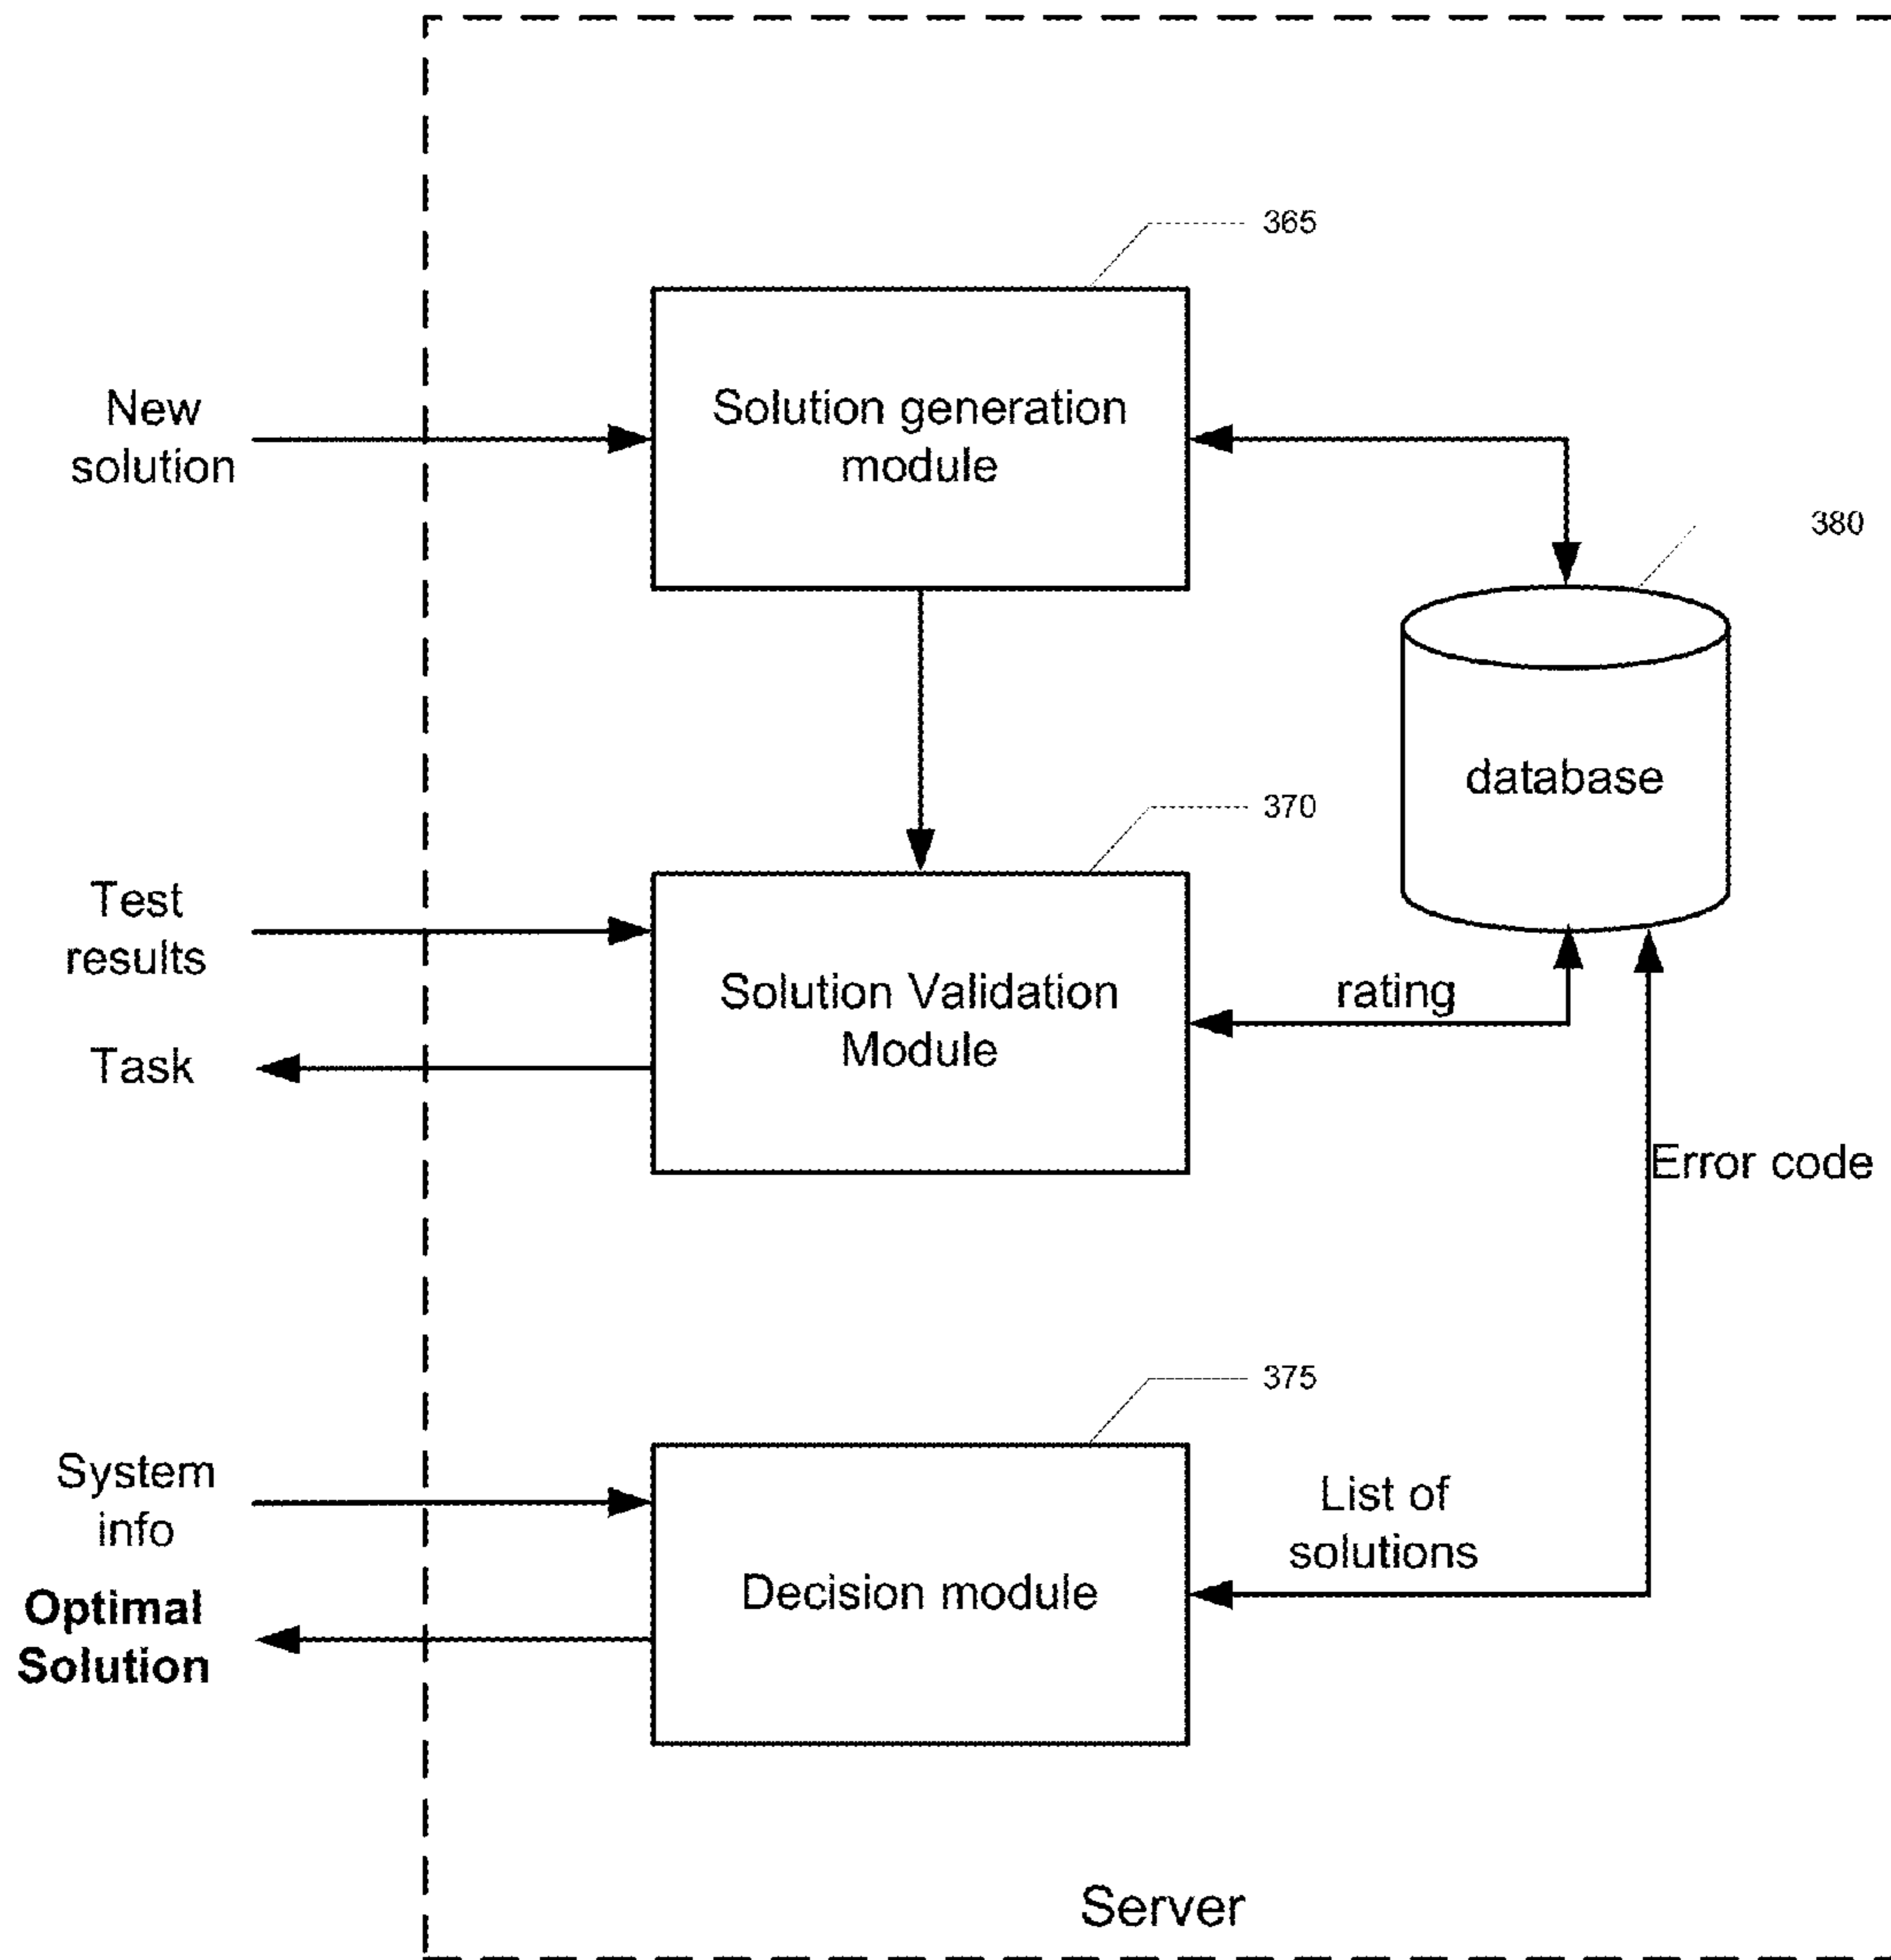 365
New
solution
Solution generation
module
380
database
370
Test
results
Task
Solution Validation
Module
rating
Error code
375
System
info
Optimal
Solution
Decision module
List of
solutions
Server